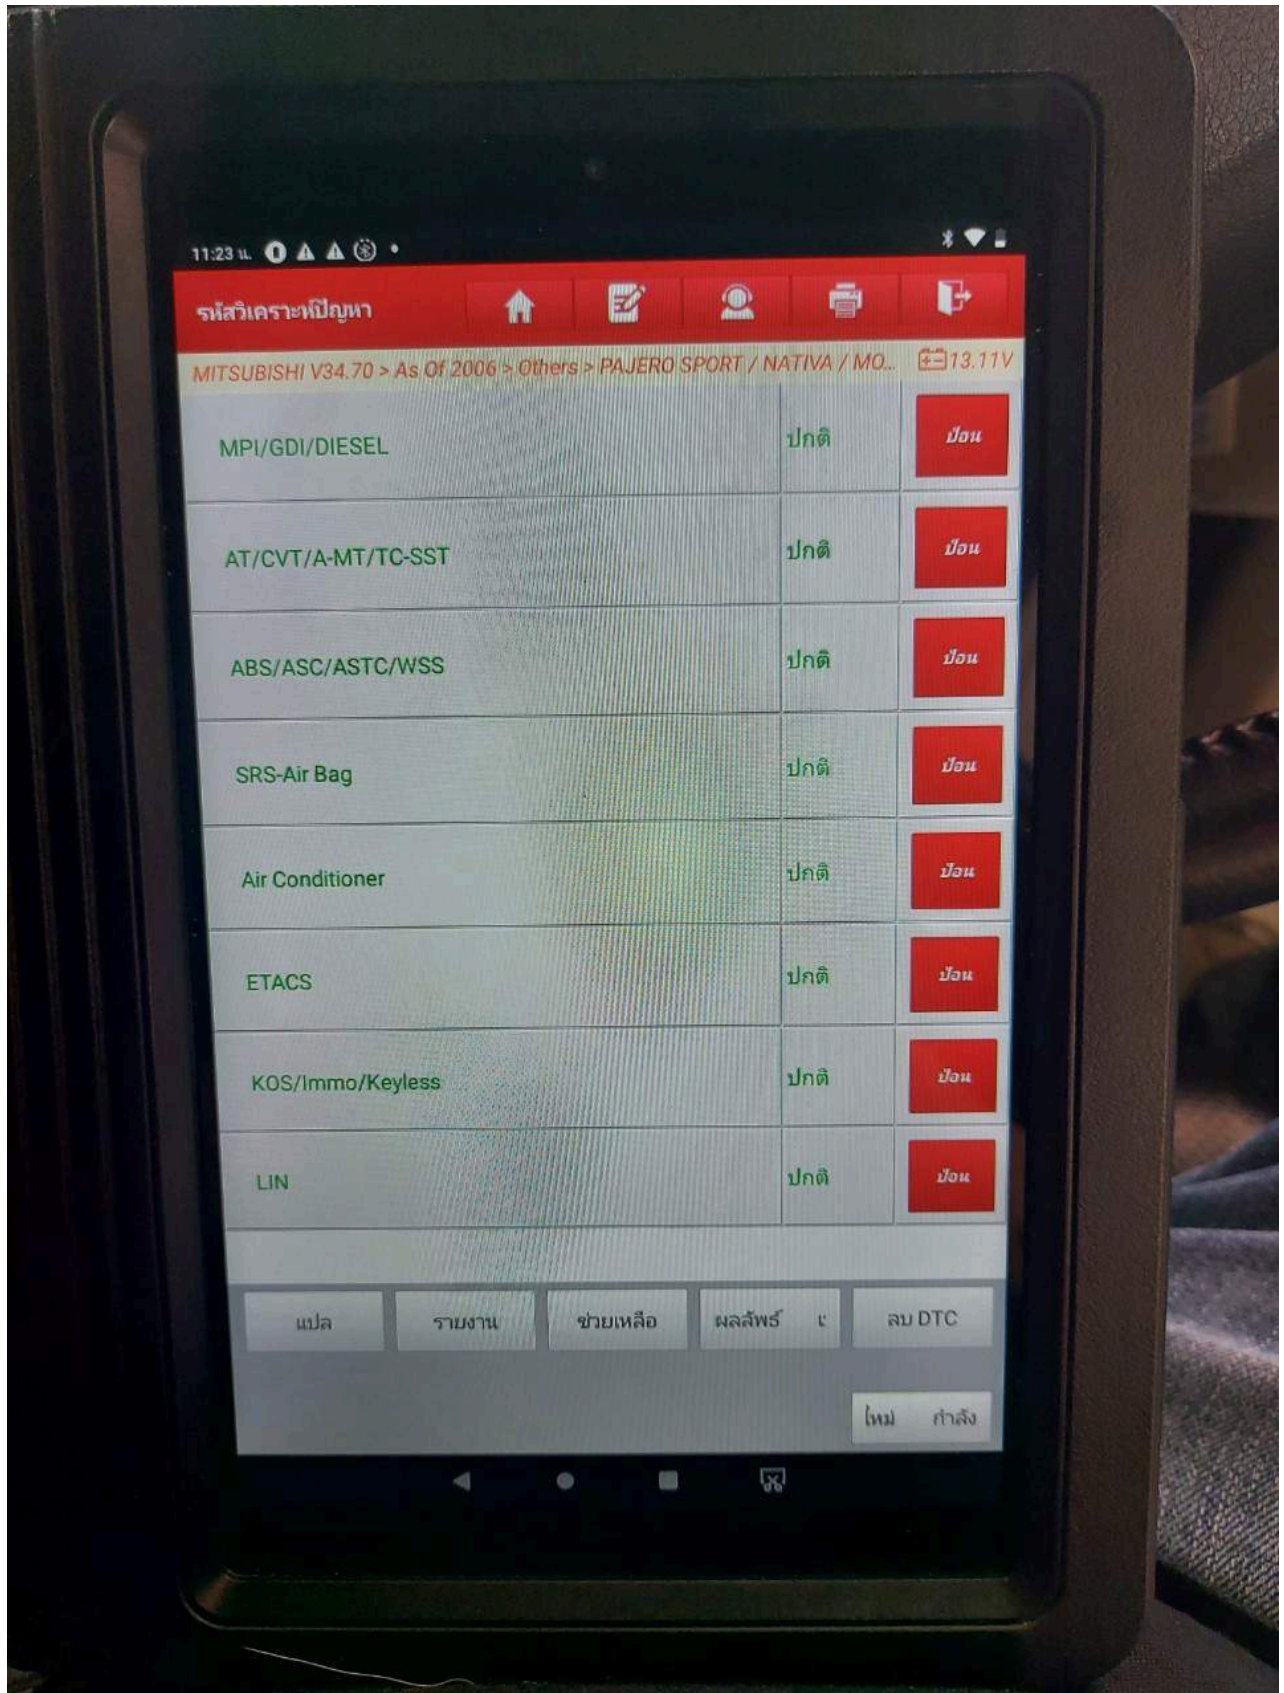 11:23 น.
รหัสวิเคราะห์ปัญหา
MITSUBISHI V34.70 > As Of 2006 > Others > PAJERO SPORT / NATIVA / MO... 13.11V
MPI/GDI/DIESEL ปกติ ป้อน
AT/CVT/A-MT/TC-SST ปกติ ป้อน
ABS/ASC/ASTC/WSS ปกติ ป้อน
SRS-Air Bag ปกติ ป้อน
Air Conditioner ปกติ ป้อน
ETACS ปกติ ป้อน
KOS/Immo/Keyless ปกติ ป้อน
LIN ปกติ ป้อน
แปล รายงาน ช่วยเหลือ ผลลัพธ์ ลบ DTC
ใหม่ กำลัง